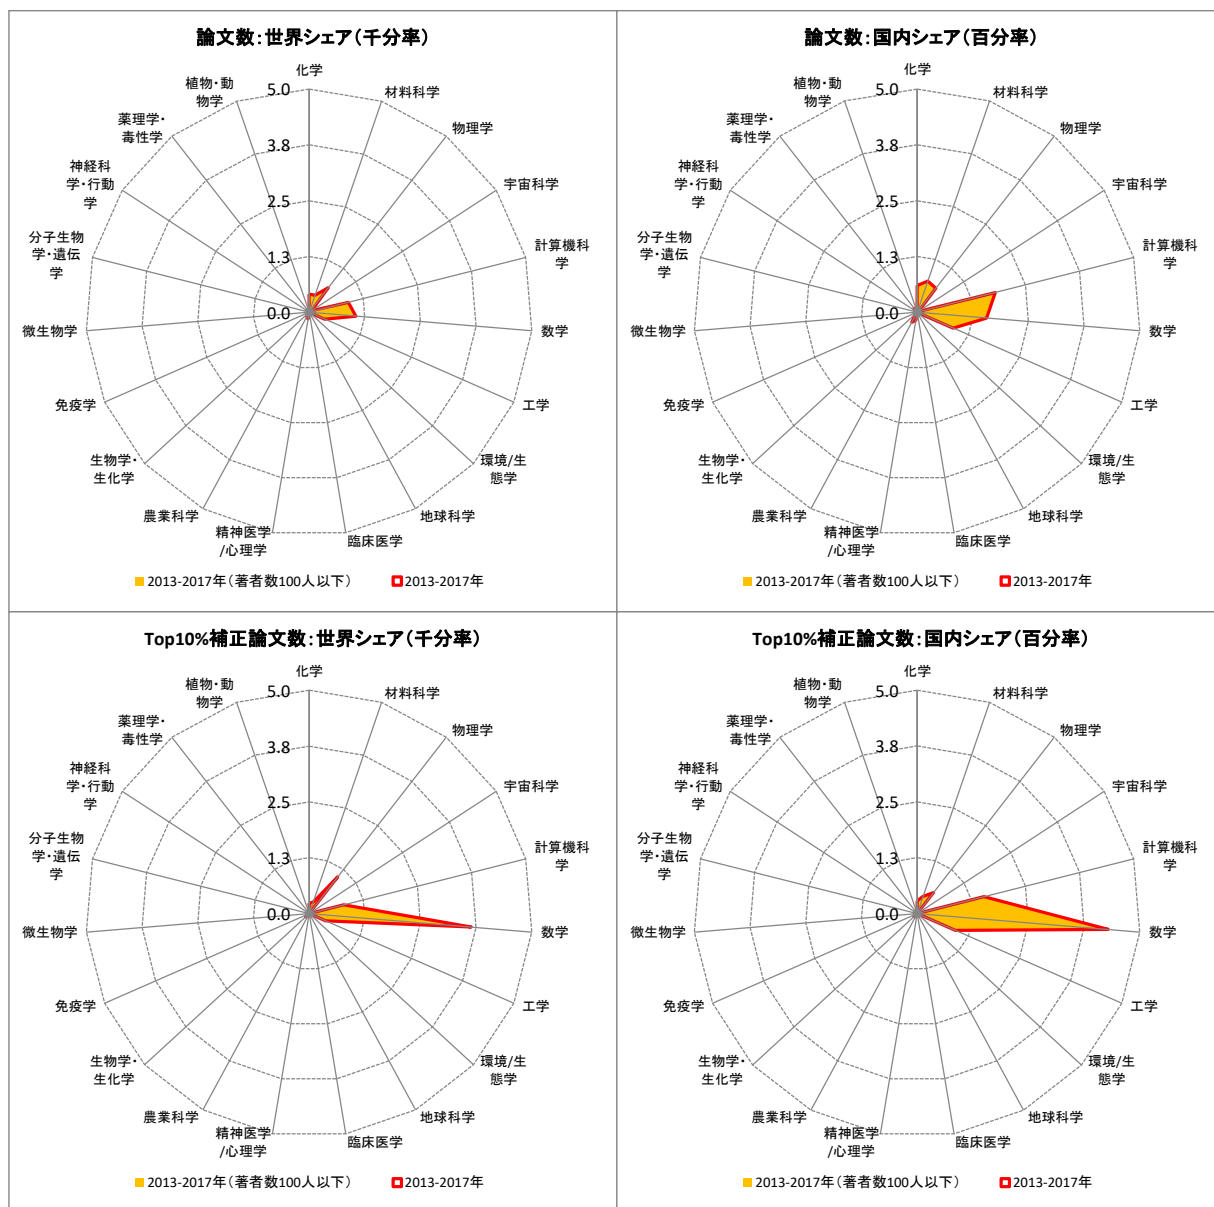 論文数：世界シェア（千分率）
化学
材料科学
物理学
宇宙科学
計算機科
学
数学
工学
環境/生
態学
地球科学
臨床医学
精神医学
/心理学
農業科学
生物学・
生化学
免疫学
微生物学
分子生物
学・遺伝
学
神経科
学・行動
学
薬理学・
毒性学
植物・動
物学
5.0
3.8
2.5
1.3
0.0
2013-2017年（著者数100人以下）
2013-2017年
論文数：国内シェア（百分率）
化学
材料科学
物理学
宇宙科学
計算機科
学
数学
工学
環境/生
態学
地球科学
臨床医学
精神医学
/心理学
農業科学
生物学・
生化学
免疫学
微生物学
分子生物
学・遺伝
学
神経科
学・行動
学
薬理学・
毒性学
植物・動
物学
5.0
3.8
2.5
1.3
0.0
2013-2017年（著者数100人以下）
2013-2017年
Top10%補正論文数：世界シェア（千分率）
化学
材料科学
物理学
宇宙科学
計算機科
学
数学
工学
環境/生
態学
地球科学
臨床医学
精神医学
/心理学
農業科学
生物学・
生化学
免疫学
微生物学
分子生物
学・遺伝
学
神経科
学・行動
学
薬理学・
毒性学
植物・動
物学
5.0
3.8
2.5
1.3
0.0
2013-2017年（著者数100人以下）
2013-2017年
Top10%補正論文数：国内シェア（百分率）
化学
材料科学
物理学
宇宙科学
計算機科
学
数学
工学
環境/生
態学
地球科学
臨床医学
精神医学
/心理学
農業科学
生物学・
生化学
免疫学
微生物学
分子生物
学・遺伝
学
神経科
学・行動
学
薬理学・
毒性学
植物・動
物学
5.0
3.8
2.5
1.3
0.0
2013-2017年（著者数100人以下）
2013-2017年